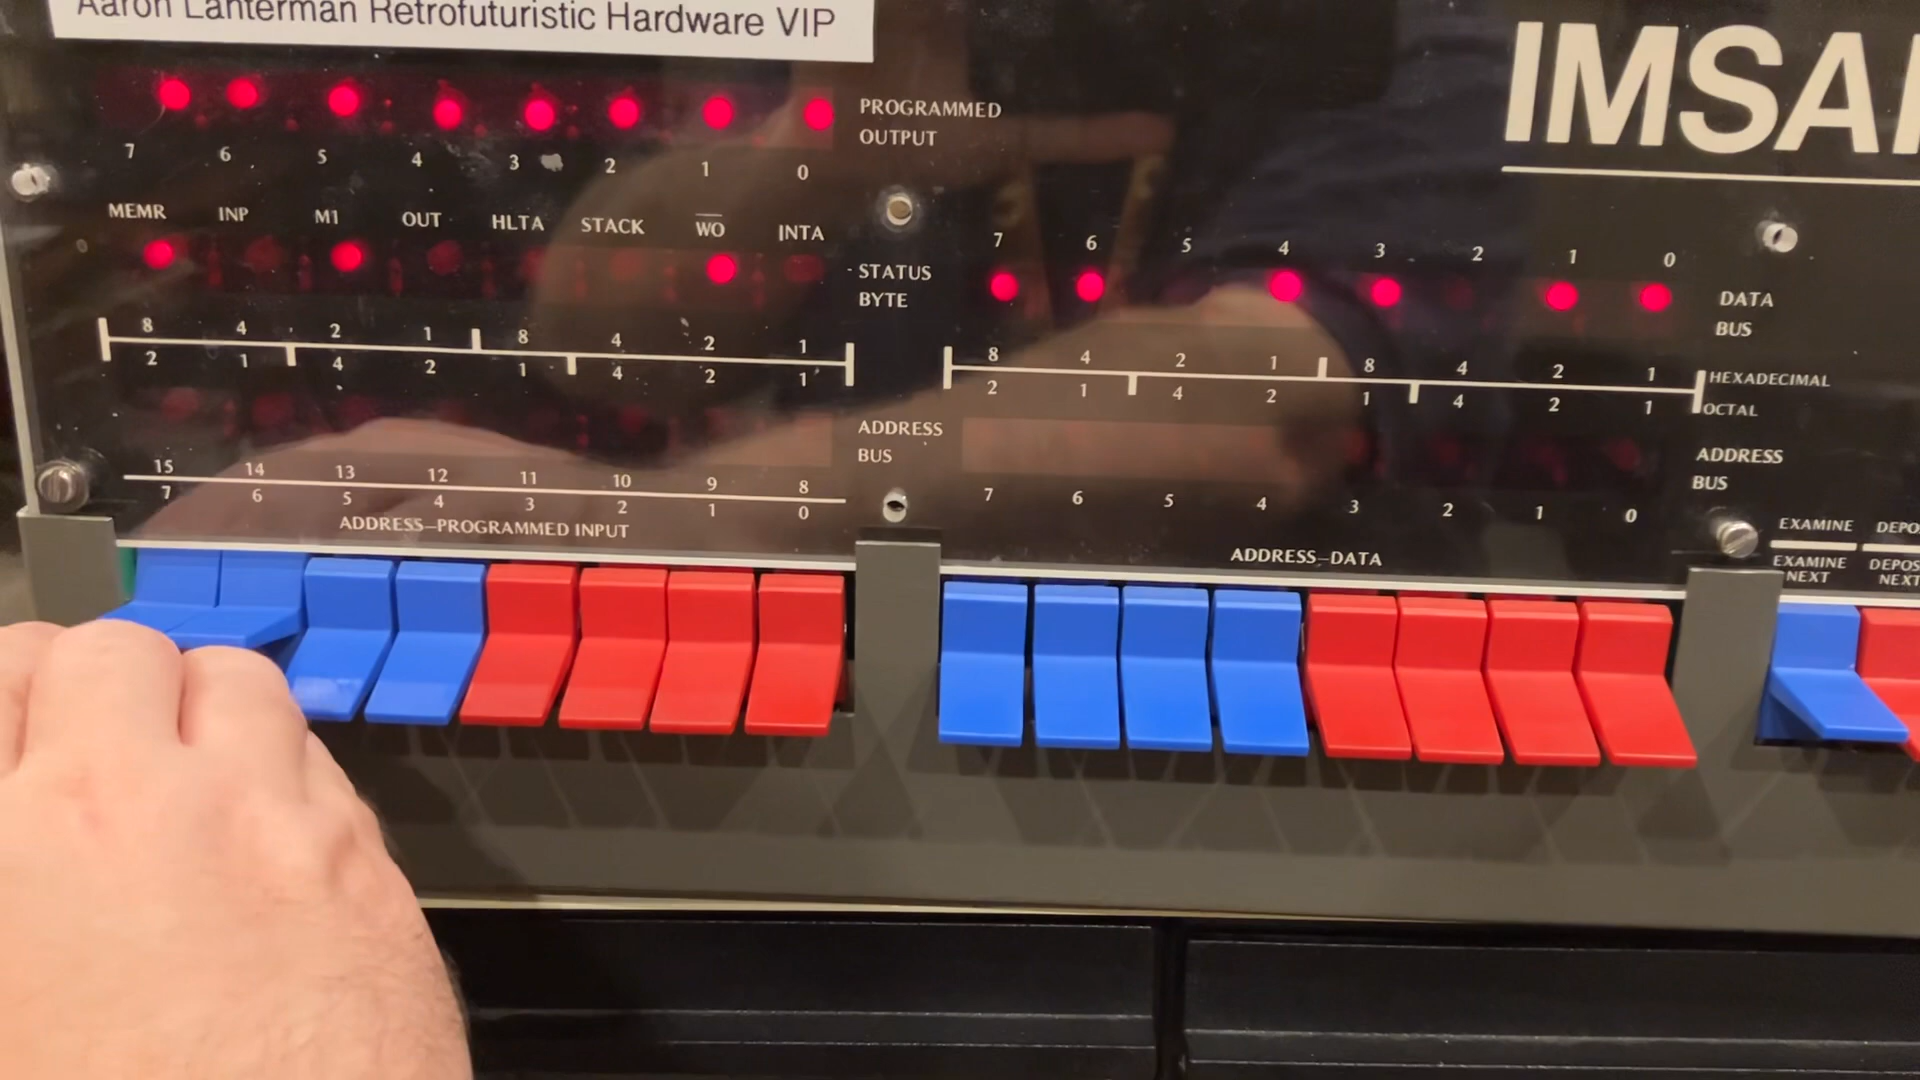 Aaron Lanterman Retrofuturistic Hardware VIP
IMSAI
PROGRAMMED
OUTPUT
7 6 5 4 3 2 1 0
MEMR INP M1 OUT HLTA STACK WO INTA
STATUS
BYTE
7 6 5 4 3 2 1 0
DATA
BUS
8 4 2 1 8 4 2 1
2 1 4 2 1 4 2 1
8 4 2 1 8 4 2 1
2 1 4 2 1 4 2 1
HEXADECIMAL
OCTAL
ADDRESS
BUS
ADDRESS
BUS
15 14 13 12 11 10 9 8
7 6 5 4 3 2 1 0
7 6 5 4 3 2 1 0
ADDRESS–PROGRAMMED INPUT
ADDRESS–DATA
EXAMINE
EXAMINE
NEXT
DEPO
DEPOS
NEXT